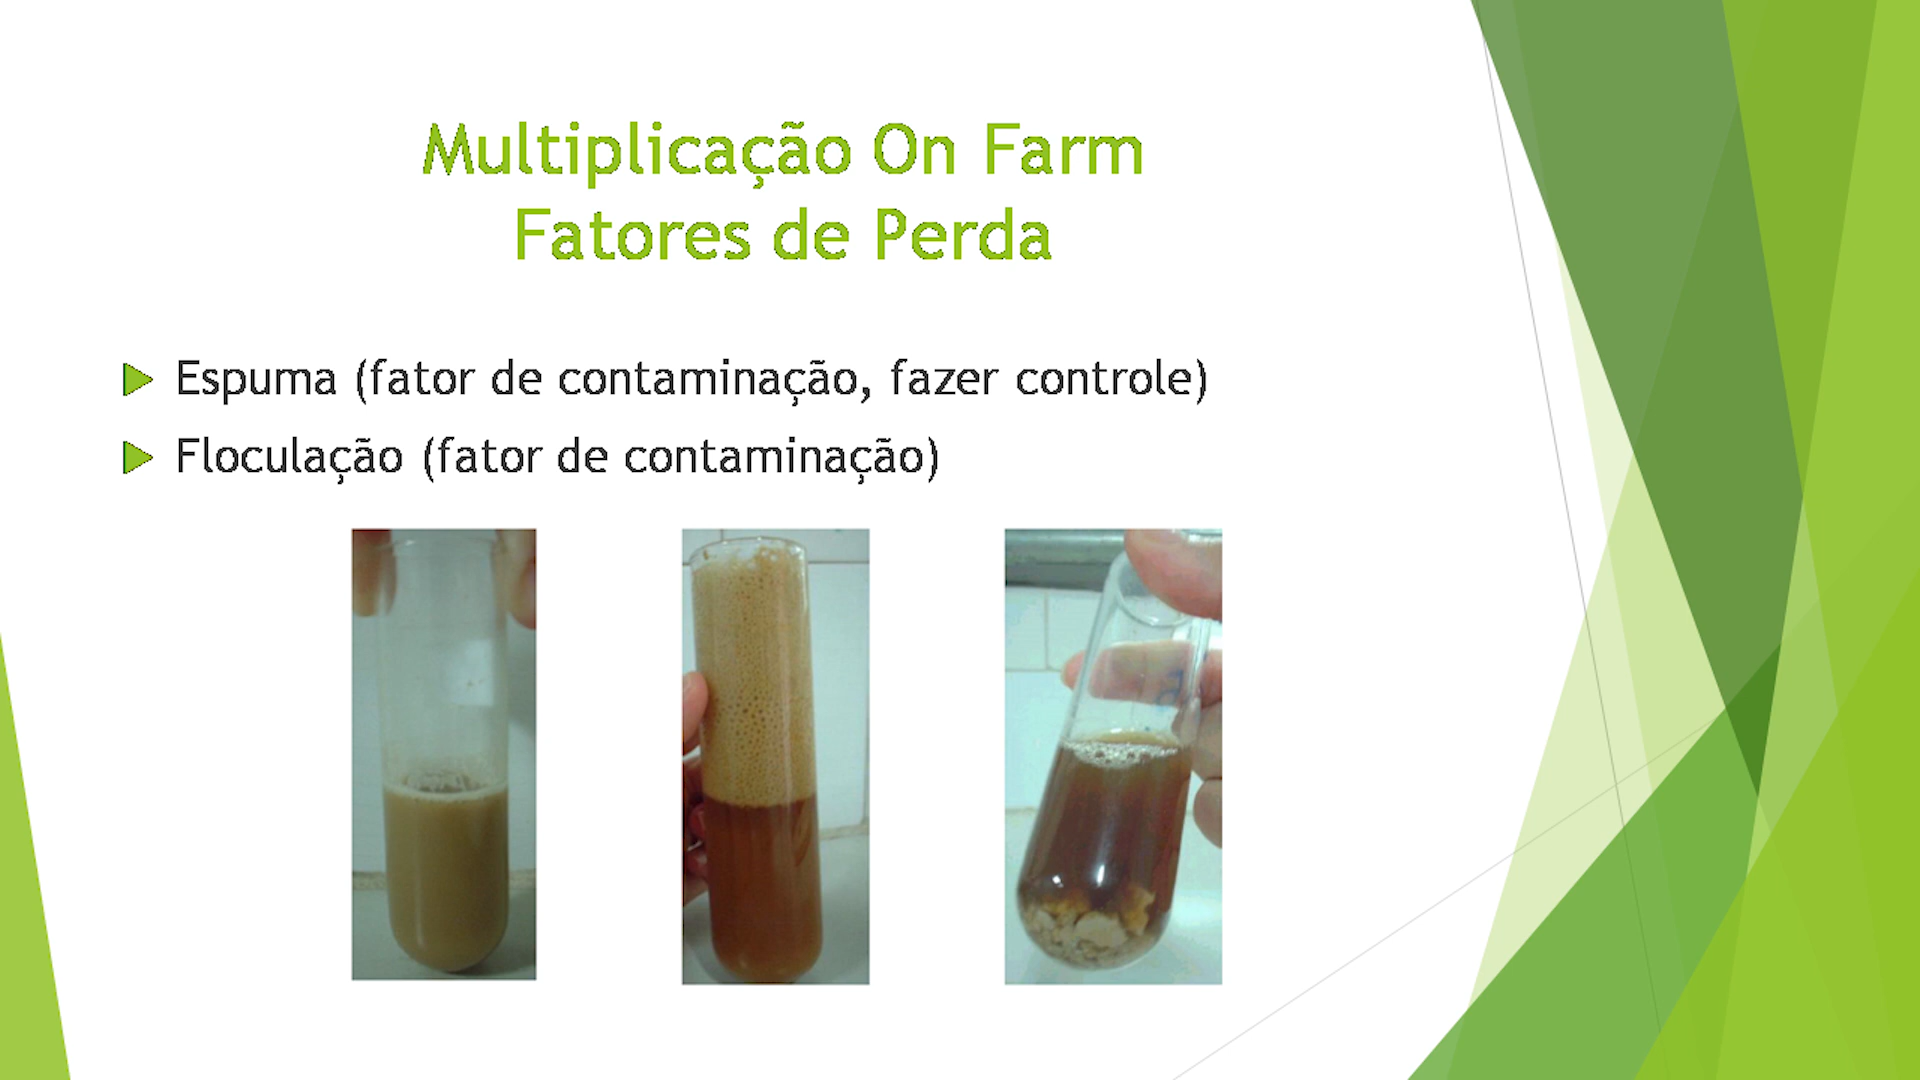 Multiplicação On Farm
Fatores de Perda
Espuma (fator de contaminação, fazer controle)
Floculação (fator de contaminação)